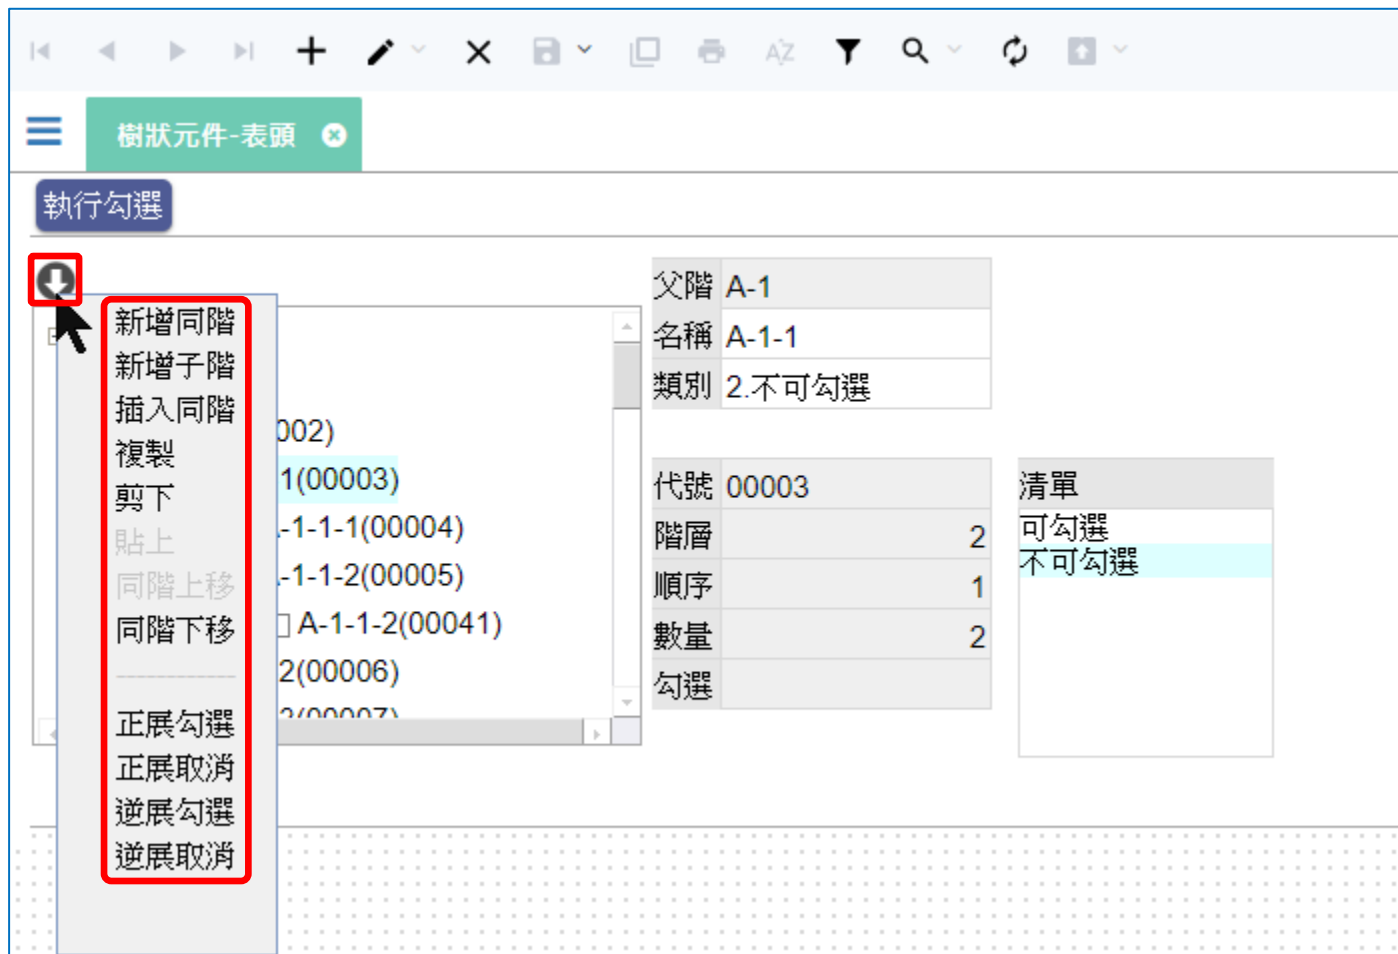 AZ
樹狀元件-表頭
執行勾選
新增同階
新增子階
插入同階
複製
剪下
貼上
同階上移
同階下移
正展勾選
正展取消
逆展勾選
逆展取消
002)
1(00003)
-1-1-1(00004)
-1-1-2(00005)
A-1-1-2(00041)
2(00006)
2(00007)
父階 A-1
名稱 A-1-1
類別 2.不可勾選
代號 00003
階層 2
順序 1
數量 2
勾選
清單
可勾選
不可勾選